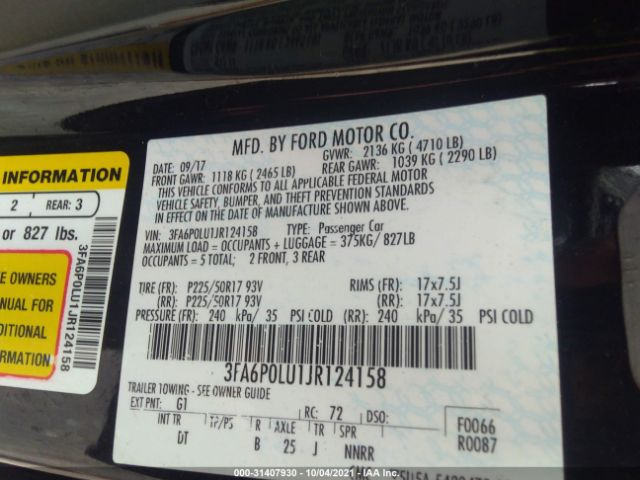 MFD. BY FORD MOTOR CO.
DATE: 09/17
GVWR: 2136 KG (4710 LB)
FRONT GAWR: 1118 KG (2465 LB)
REAR GAWR: 1039 KG (2290 LB)
THIS VEHICLE CONFORMS TO ALL APPLICABLE FEDERAL MOTOR
VEHICLE SAFETY, BUMPER, AND THEFT PREVENTION STANDARDS
IN EFFECT ON THE DATE OF MANUFACTURE SHOWN ABOVE.
VIN: 3FA6P0LU1JR124158 TYPE: Passenger Car
MAXIMUM LOAD = OCCUPANTS + LUGGAGE = 375KG/ 827LB
OCCUPANTS = 5 TOTAL; 2 FRONT, 3 REAR
TIRE (FR): P225/50R17 93V RIMS (FR): 17x7.5J
(RR): P225/50R17 93V (RR): 17x7.5J
PRESSURE (FR): 240 kPa/ 35 PSI COLD (RR): 240 kPa/ 35 PSI COLD
3FA6P0LU1JR124158
TRAILER TOWING - SEE OWNER GUIDE
EXT PNT: G1 RC: 72 DSO:
INT TR TP/PS R AXLE TR SPR
DT B 25 J NNRR
F0066
R0087
INFORMATION
2 REAR: 3
or 827 lbs.
OWNERS
MANUAL FOR
INFORMATION
3FA6P0LU1JR124158
000-31407930 - 10/04/2021 - IAA Inc.